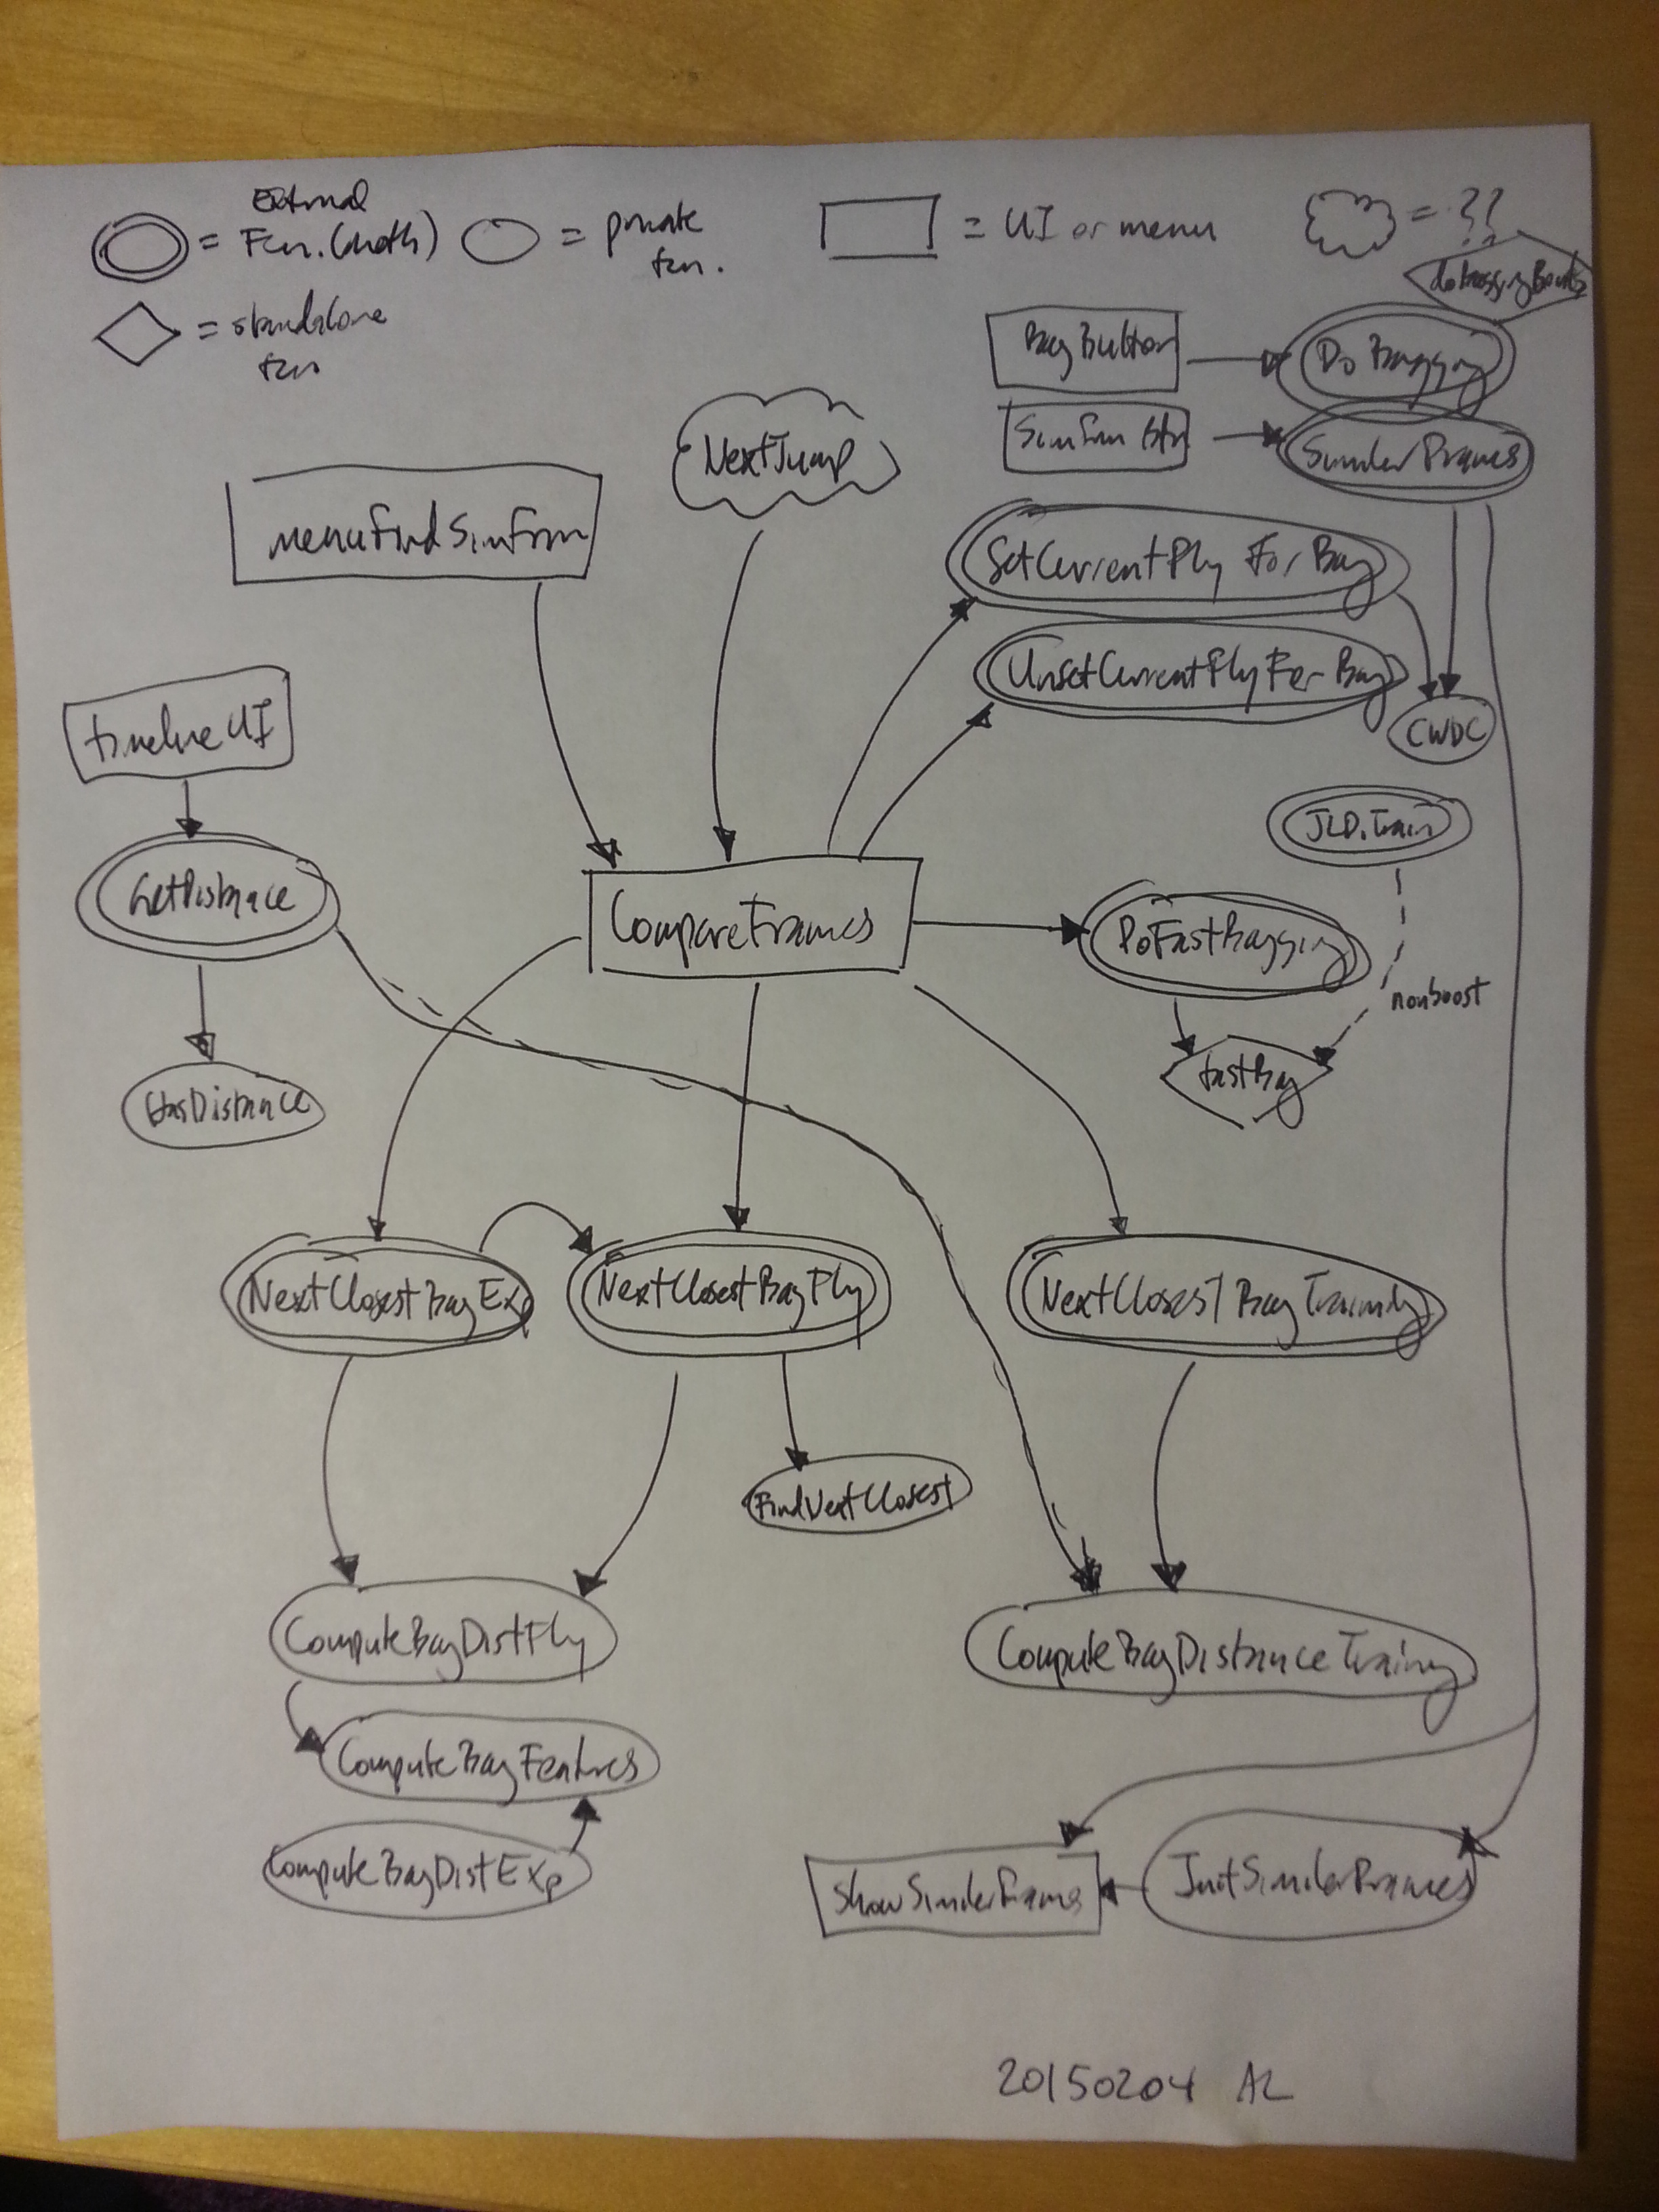 External
= Fcn. (meth)
= private
fcn.
= UI or menu
= ??
= standalone
fcn
doBaggingBouts
BagButton
DoBagging
SimFrm Btn
SimilarFrames
NextJump
menuFindSimFrm
SetCurrentFlyForBag
UnsetCurrentFlyForBag
CWDC
timelineUI
JLD.Train
GetDistance
CompareFrames
DoFastBagging
nonboost
fastBag
HasDistance
NextClosestBagExp
NextClosestBagFly
NextClosestBagTraining
FindNextClosest
ComputeBagDistFly
ComputeBagDistanceTraining
ComputeBagFeatures
ComputeBagDistExp
ShowSimilarFrames
InitSimilarFrames
20150204 AL